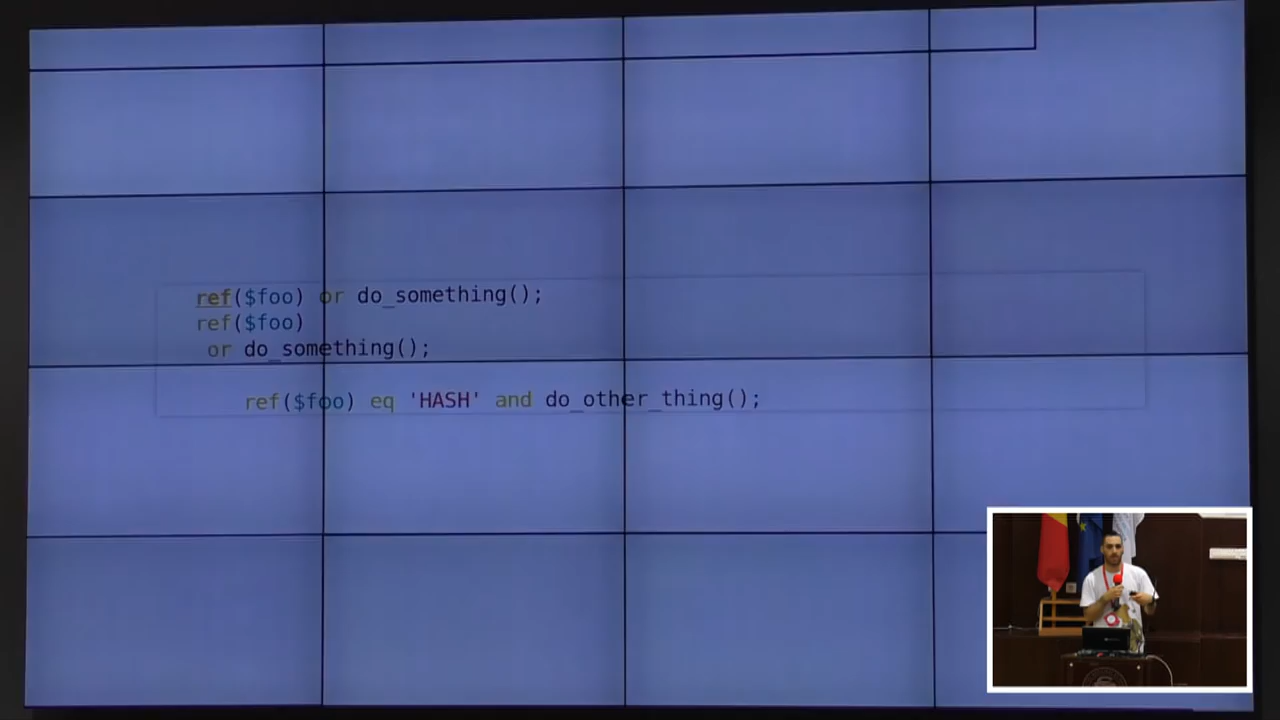 ref($foo) or do_something();
ref($foo)
or do_something();
ref($foo) eq 'HASH' and do_other_thing();